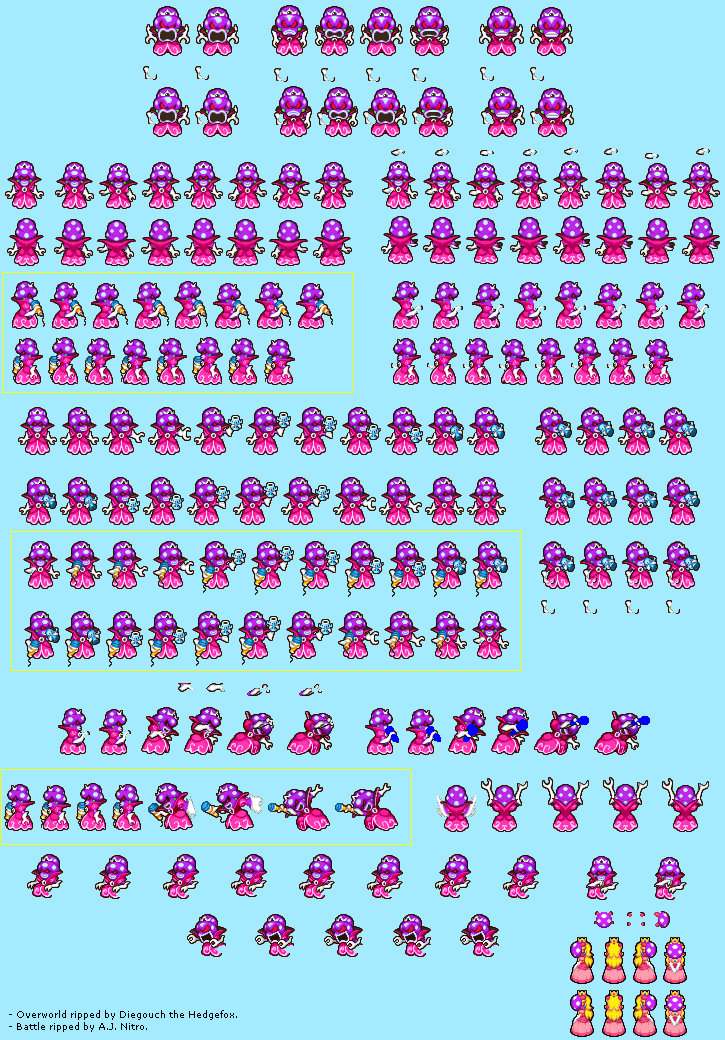 - Overworld ripped by Diegouch the Hedgefox.
- Battle ripped by A.J. Nitro.